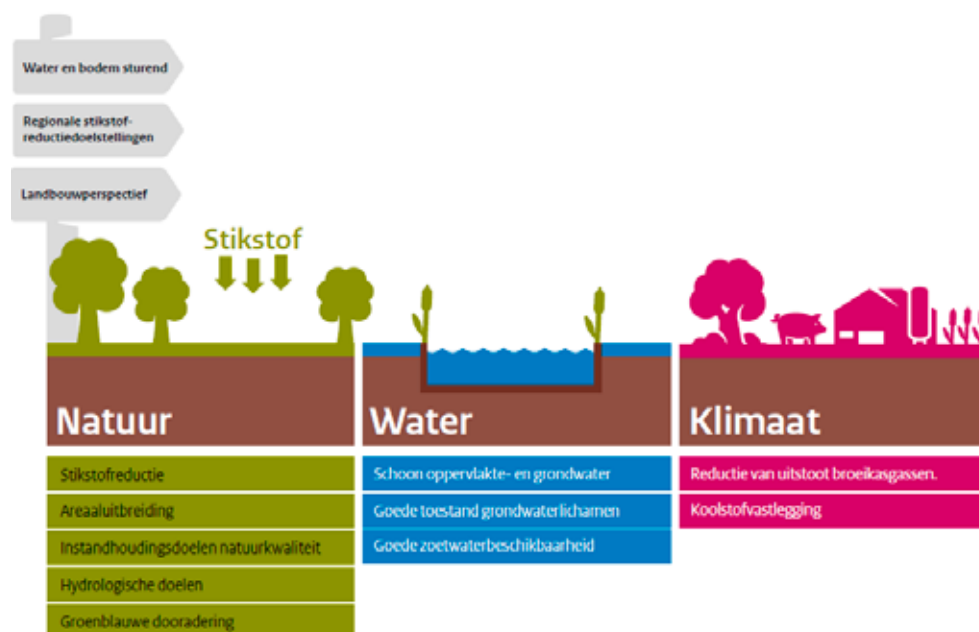 Water en bodem sturend
Regionale stikstof-
reductiedoelstellingen
Landbouwperspectief
Stikstof
Natuur
Stikstofreductie
Areaaluitbreiding
Instandhoudingsdoelen natuurkwaliteit
Hydrologische doelen
Groenblauwe dooradering
Water
Schoon oppervlakte- en grondwater
Goede toestand grondwaterlichamen
Goede zoetwaterbeschikbaarheid
Klimaat
Reductie van uitstoot broeikasgassen.
Koolstofvastlegging